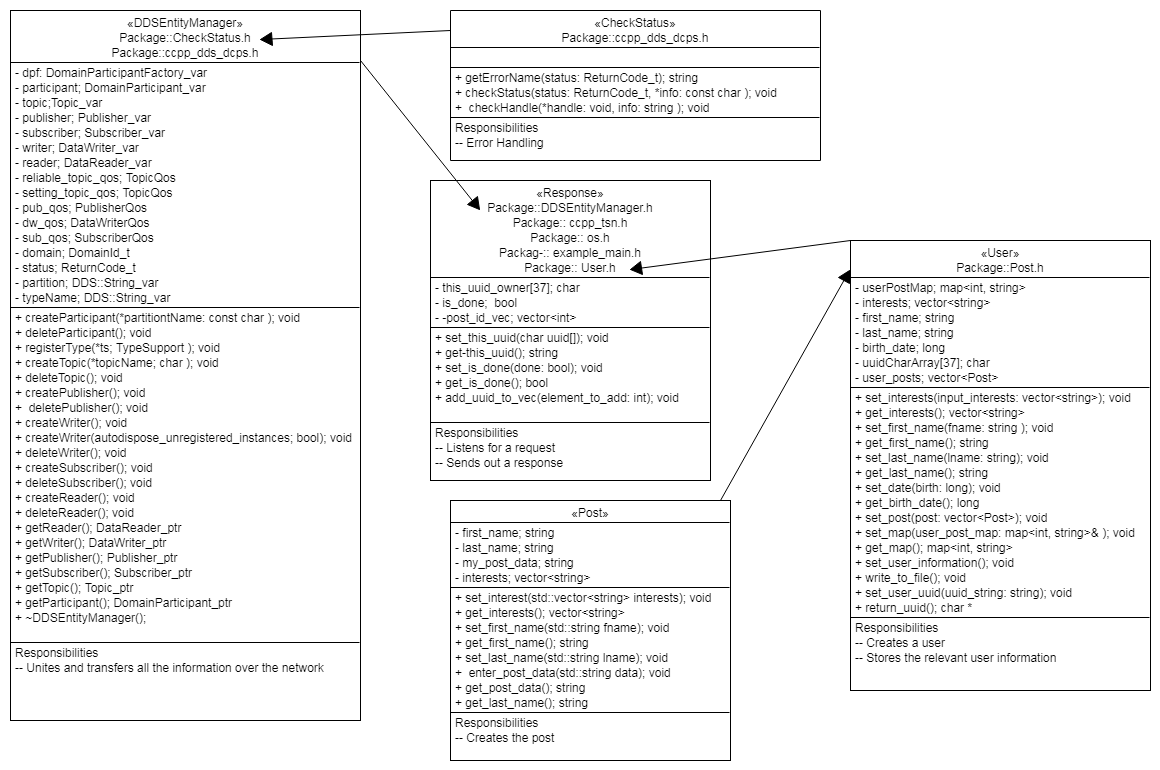 «DDSEntityManager»
Package::CheckStatus.h
Package::ccpp_dds_dcps.h
- dpf: DomainParticipantFactory_var
- participant; DomainParticipant_var
- topic;Topic_var
- publisher; Publisher_var
- subscriber; Subscriber_var
- writer; DataWriter_var
- reader; DataReader_var
- reliable_topic_qos; TopicQos
- setting_topic_qos; TopicQos
- pub_qos; PublisherQos
- dw_qos; DataWriterQos
- sub_qos; SubscriberQos
- domain; DomainId_t
- status; ReturnCode_t
- partition; DDS::String_var
- typeName; DDS::String_var
+ createParticipant(*partitiontName: const char ); void
+ deleteParticipant(); void
+ registerType(*ts; TypeSupport ); void
+ createTopic(*topicName; char ); void
+ deleteTopic(); void
+ createPublisher(); void
+  deletePublisher(); void
+ createWriter(); void
+ createWriter(autodispose_unregistered_instances; bool); void
+ deleteWriter(); void
+ createSubscriber(); void
+ deleteSubscriber(); void
+ createReader(); void
+ deleteReader(); void
+ getReader(); DataReader_ptr
+ getWriter(); DataWriter_ptr
+ getPublisher(); Publisher_ptr
+ getSubscriber(); Subscriber_ptr
+ getTopic(); Topic_ptr
+ getParticipant(); DomainParticipant_ptr
+ ~DDSEntityManager();
Responsibilities
-- Unites and transfers all the information over the network
«CheckStatus»
Package::ccpp_dds_dcps.h
+ getErrorName(status: ReturnCode_t); string
+ checkStatus(status: ReturnCode_t, *info: const char ); void
+  checkHandle(*handle: void, info: string ); void
Responsibilities
-- Error Handling
«Response»
Package::DDSEntityManager.h
Package:: ccpp_tsn.h
Package:: os.h
Packag-:: example_main.h
Package:: User.h
- this_uuid_owner[37]; char
- is_done;  bool
- -post_id_vec; vector<int>
+ set_this_uuid(char uuid[]); void
+ get-this_uuid(); string
+ set_is_done(done: bool); void
+ get_is_done(); bool
+ add_uuid_to_vec(element_to_add: int); void
Responsibilities
-- Listens for a request
-- Sends out a response
«Post»
- first_name; string
- last_name; string
- my_post_data; string
- interests; vector<string>
+ set_interest(std::vector<string> interests); void
+ get_interests(); vector<string>
+ set_first_name(std::string fname); void
+ get_first_name(); string
+ set_last_name(std::string lname); void
+  enter_post_data(std::string data); void
+ get_post_data(); string
+ get_last_name(); string
Responsibilities
-- Creates the post
«User»
Package::Post.h
- userPostMap; map<int, string>
- interests; vector<string>
- first_name; string
- last_name; string
- birth_date; long
- uuidCharArray[37]; char
- user_posts; vector<Post>
+ set_interests(input_interests: vector<string>); void
+ get_interests(); vector<string>
+ set_first_name(fname: string ); void
+ get_first_name(); string
+ set_last_name(lname: string); void
+ get_last_name(); string
+ set_date(birth: long); void
+ get_birth_date(); long
+ set_post(post: vector<Post>); void
+ set_map(user_post_map: map<int, string>& ); void
+ get_map(); map<int, string>
+ set_user_information(); void
+ write_to_file(); void
+ set_user_uuid(uuid_string: string); void
+ return_uuid(); char *
Responsibilities
-- Creates a user
-- Stores the relevant user information